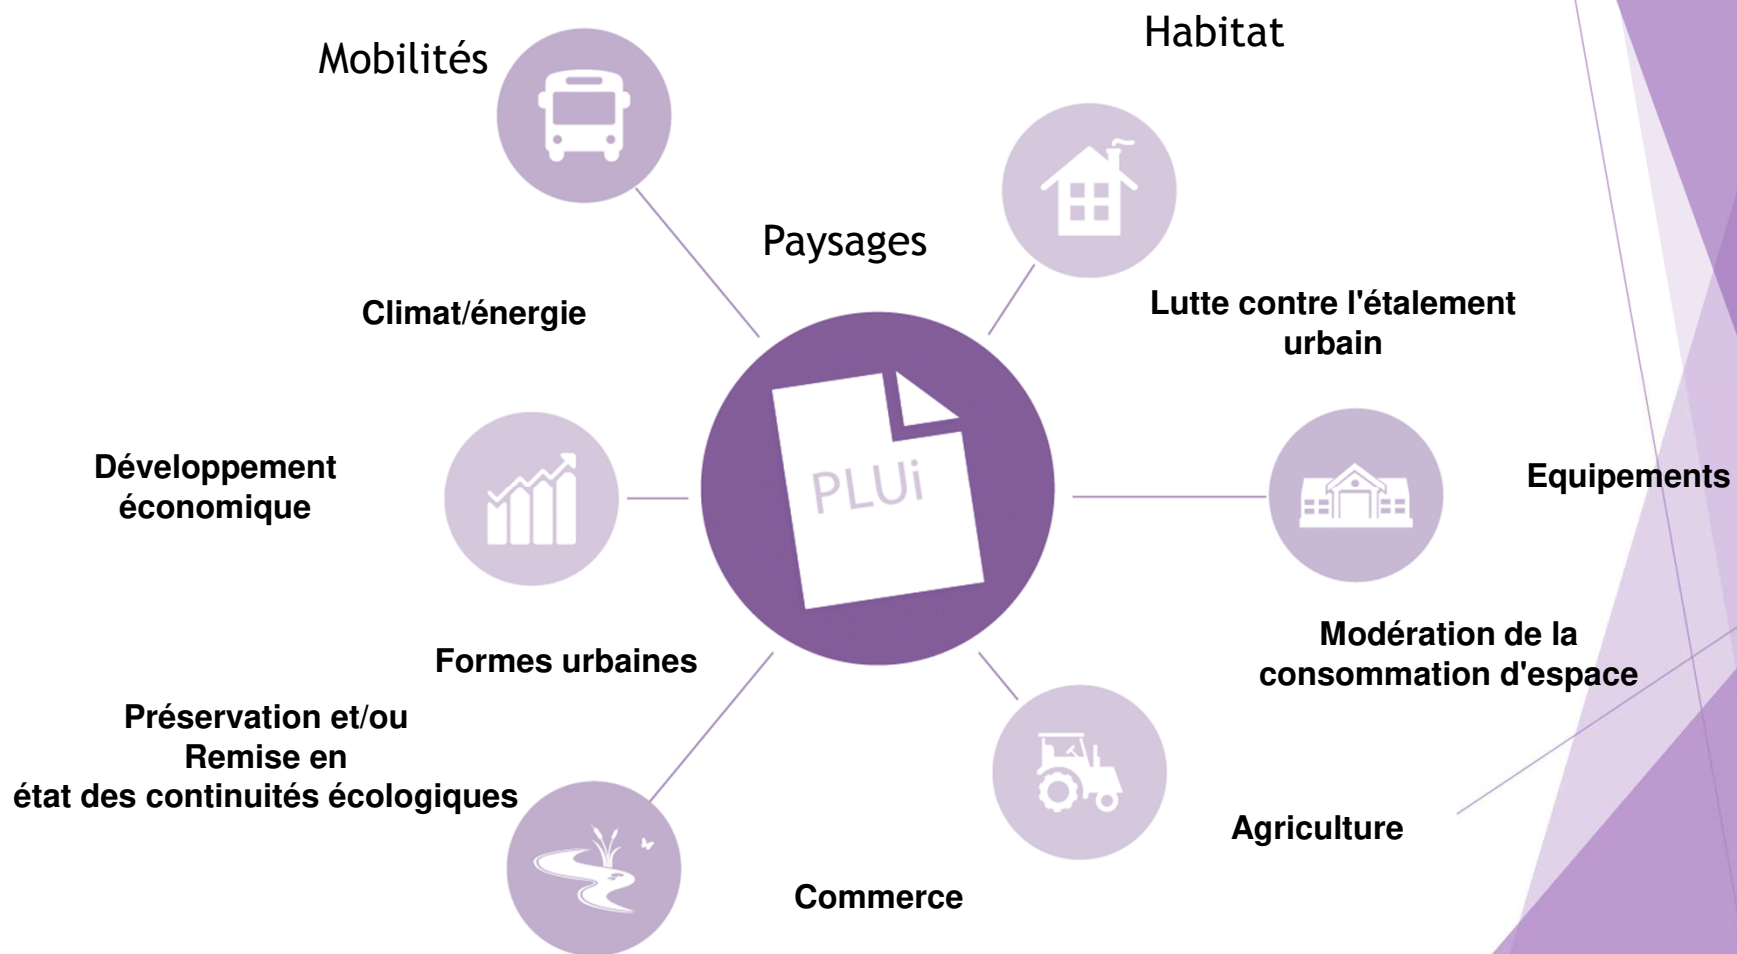 Habitat
Mobilités
Paysages
Climat/énergie
Lutte contre l'étalement
urbain
Développement
économique
PLUi
Equipements
Formes urbaines
Modération de la
consommation d'espace
Préservation et/ou
Remise en
état des continuités écologiques
Agriculture
Commerce